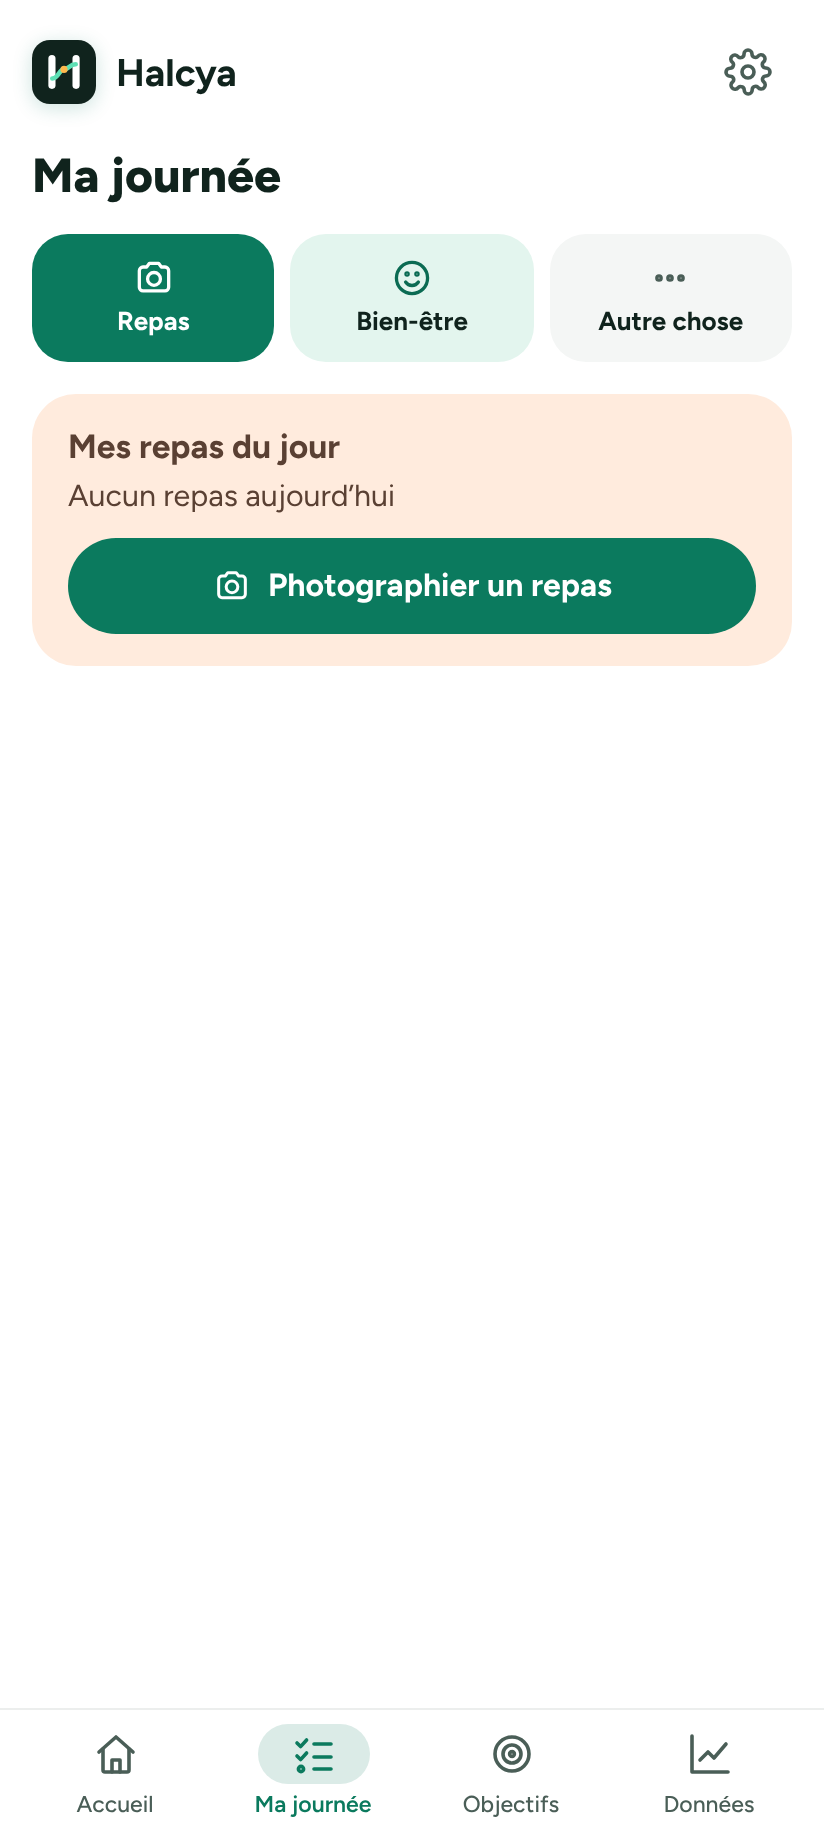 Halcya
Ma journée
Repas
Bien-être
Autre chose
Mes repas du jour
Aucun repas aujourd’hui
Photographier un repas
Accueil
Ma journée
Objectifs
Données